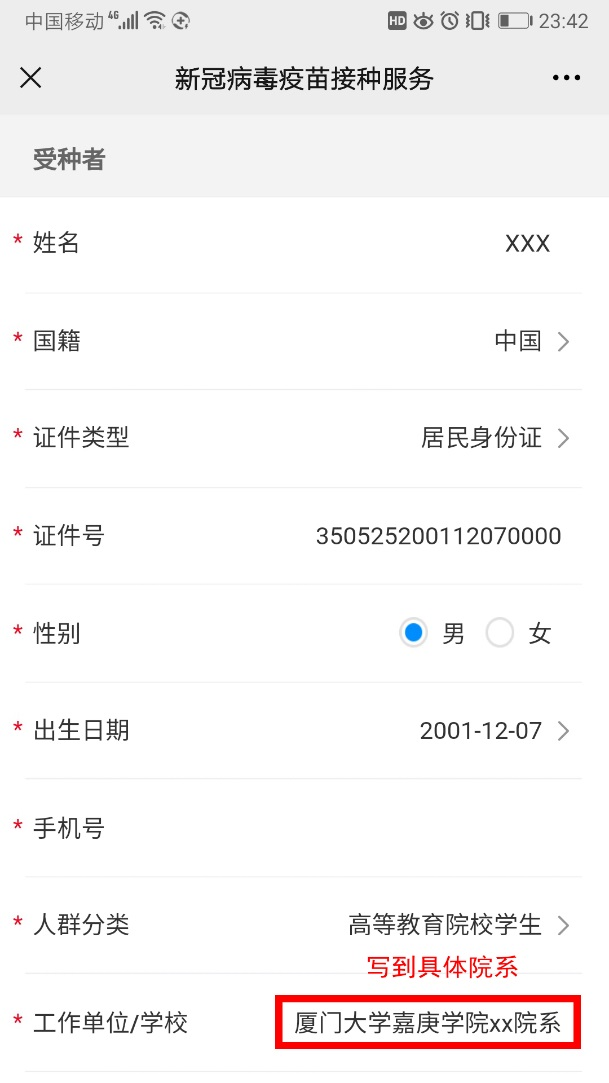 中国移动 4G HD 23:42
新冠病毒疫苗接种服务
受种者
* 姓名 XXX
* 国籍 中国
* 证件类型 居民身份证
* 证件号 350525200112070000
* 性别 男 女
* 出生日期 2001-12-07
* 手机号
* 人群分类 高等教育院校学生
写到具体院系
* 工作单位/学校 厦门大学嘉庚学院xx院系